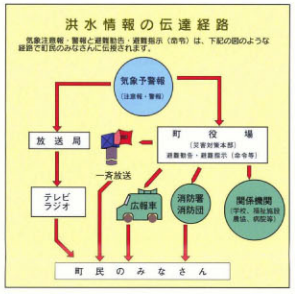 洪水情報の伝達経路
気象注意報・警報と避難勧告・避難指示（命令）は、下記の図のような
経路で町民のみなさんに伝授されます。
気象予警報
（注意報・警報）
放送局
町役場
（災害対策本部）
避難勧告・避難指示（命令等）
一斉放送
テレビ
ラジオ
広報車
消防署
消防団
関係機関
（学校、福祉施設
農協、病院等）
町民のみなさん